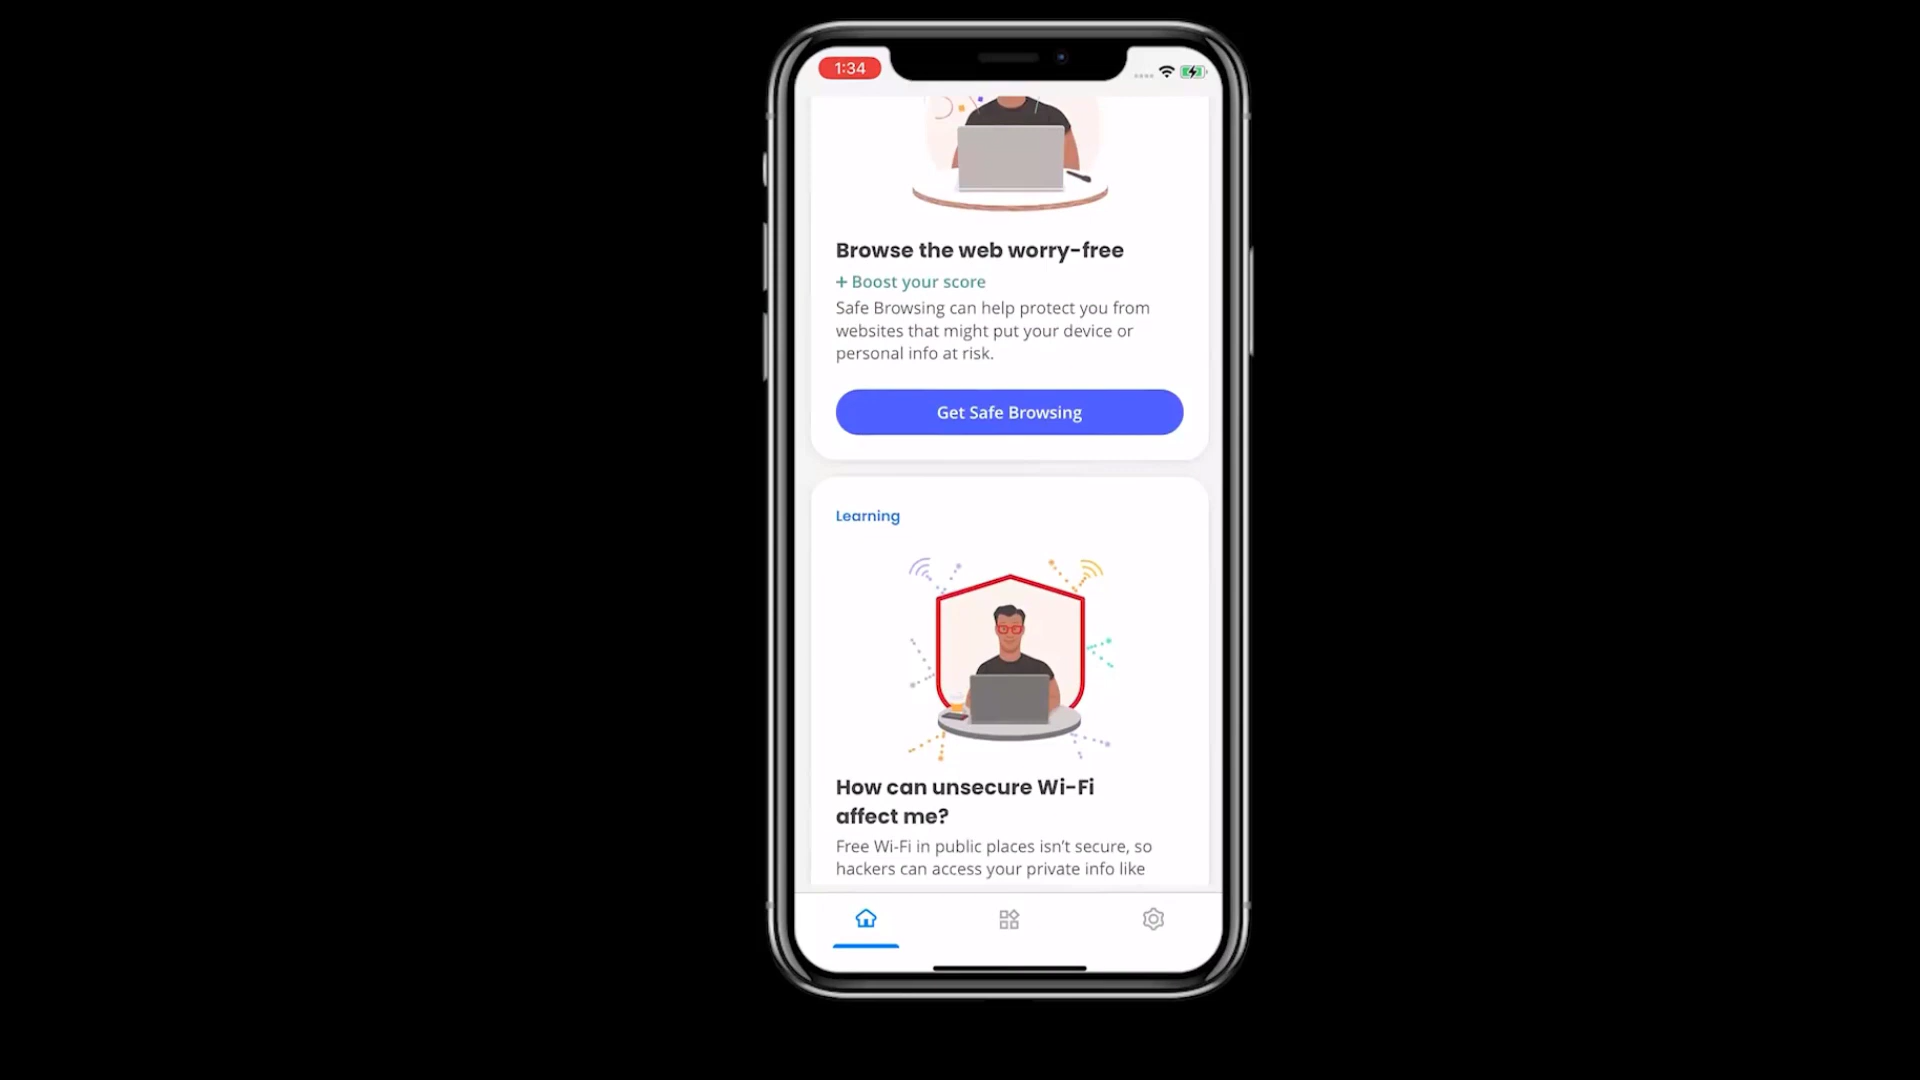 1:34
Browse the web worry-free
+ Boost your score
Safe Browsing can help protect you from
websites that might put your device or
personal info at risk.
Get Safe Browsing
Learning
How can unsecure Wi-Fi
affect me?
Free Wi-Fi in public places isn't secure, so
hackers can access your private info like